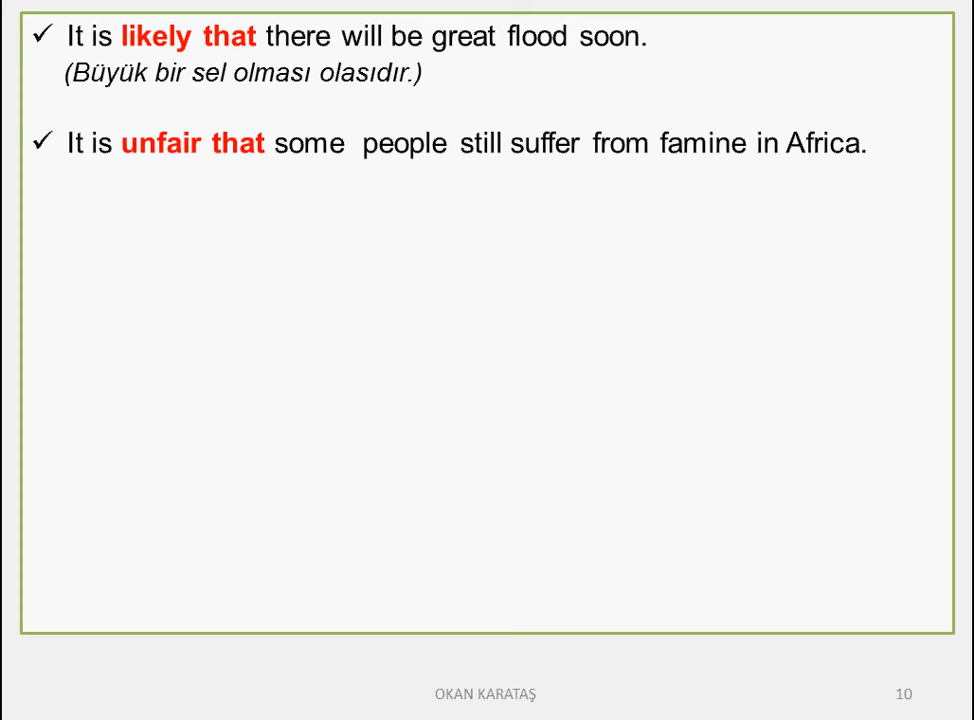 ✓ It is likely that there will be great flood soon.
(Büyük bir sel olması olasıdır.)
✓ It is unfair that some people still suffer from famine in Africa.
OKAN KARATAŞ
10